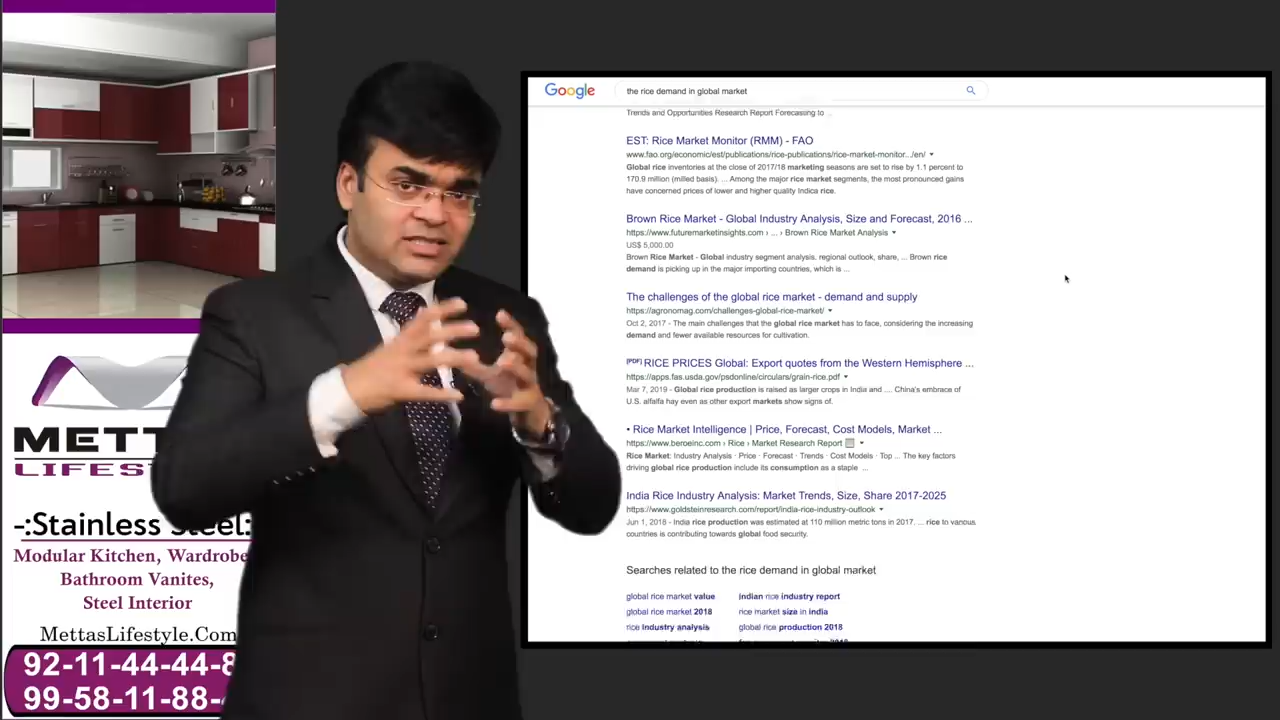 METT
LIFEST
-:Stainless Steel:
Modular Kitchen, Wardrobe
Bathroom Vanites,
Steel Interior
MettasLifestyle.Com
92-11-44-44-8
99-58-11-88-
Google
the rice demand in global market
Trends and Opportunities Research Report Forecasting to ...
EST: Rice Market Monitor (RMM) - FAO
www.fao.org/economic/est/publications/rice-publications/rice-market-monitor.../en/
Global rice inventories at the close of 2017/18 marketing seasons are set to rise by 1.1 percent to
170.9 million (milled basis). ... Among the major rice market segments, the most pronounced gains
have concerned prices of lower and higher quality Indica rice.
Brown Rice Market - Global Industry Analysis, Size and Forecast, 2016 ...
https://www.futuremarketinsights.com › ... › Brown Rice Market Analysis
US$ 5,000.00
Brown Rice Market - Global industry segment analysis, regional outlook, share, ... Brown rice
demand is picking up in the major importing countries, which is ...
The challenges of the global rice market - demand and supply
https://agronomag.com/challenges-global-rice-market/
Oct 2, 2017 - The main challenges that the global rice market has to face, considering the increasing
demand and fewer available resources for cultivation.
[PDF] RICE PRICES Global: Export quotes from the Western Hemisphere ...
https://apps.fas.usda.gov/psdonline/circulars/grain-rice.pdf
Mar 7, 2019 - Global rice production is raised as larger crops in India and .... China's embrace of
U.S. alfalfa hay even as other export markets show signs of.
• Rice Market Intelligence | Price, Forecast, Cost Models, Market ...
https://www.beroeinc.com › Rice › Market Research Report
Rice Market: Industry Analysis · Price · Forecast · Trends · Cost Models · Top ... The key factors
driving global rice production include its consumption as a staple ...
India Rice Industry Analysis: Market Trends, Size, Share 2017-2025
https://www.goldsteinresearch.com/report/india-rice-industry-outlook
Jun 1, 2018 - India rice production was estimated at 110 million metric tons in 2017. ... rice to various
countries is contributing towards global food security.
Searches related to the rice demand in global market
global rice market value
indian rice industry report
global rice market 2018
rice market size in india
rice industry analysis
global rice production 2018